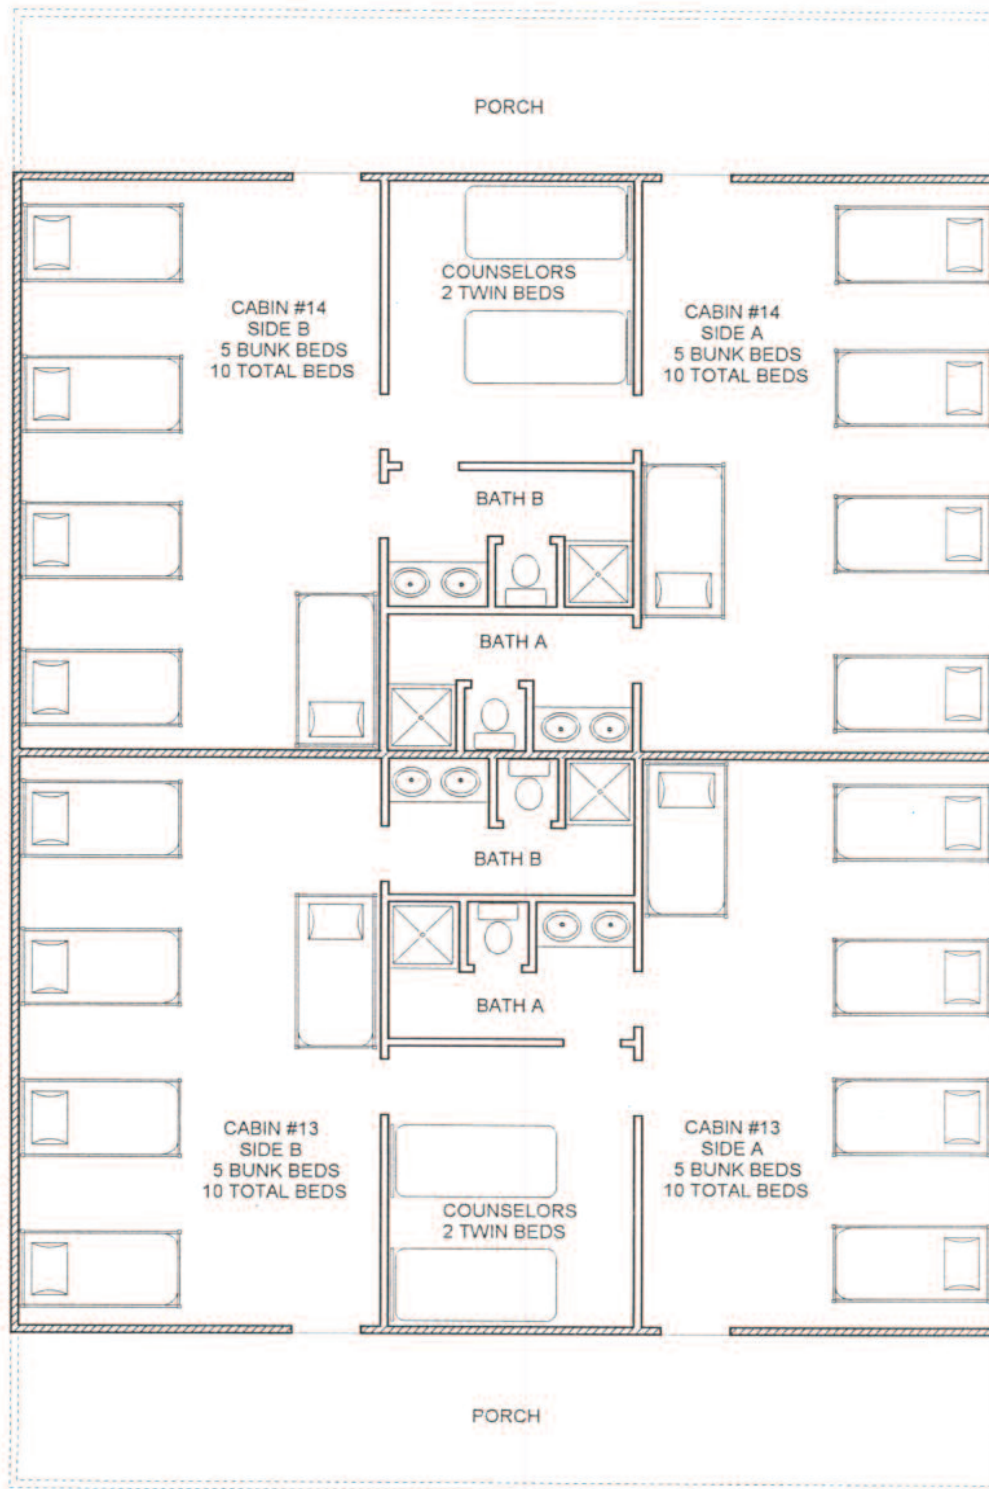 PORCH
COUNSELORS
2 TWIN BEDS
CABIN #14
SIDE B
5 BUNK BEDS
10 TOTAL BEDS
CABIN #14
SIDE A
5 BUNK BEDS
10 TOTAL BEDS
BATH B
BATH A
BATH B
BATH A
CABIN #13
SIDE B
5 BUNK BEDS
10 TOTAL BEDS
CABIN #13
SIDE A
5 BUNK BEDS
10 TOTAL BEDS
COUNSELORS
2 TWIN BEDS
PORCH